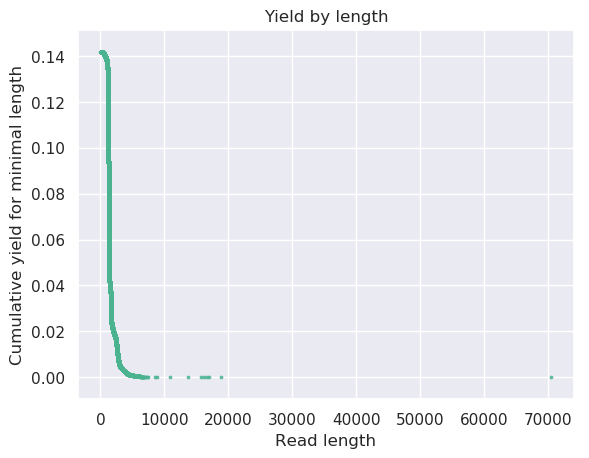 Yield by length
Cumulative yield for minimal length
0.14
0.12
0.10
0.08
0.06
0.04
0.02
0.00
0 10000 20000 30000 40000 50000 60000 70000
Read length